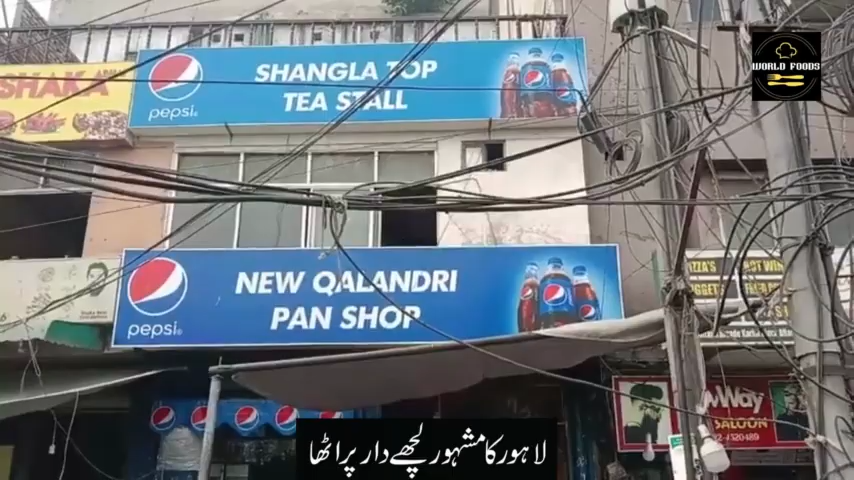 SHAKA
pepsi
SHANGLA TOP
TEA STALL
WORLD FOODS
pepsi
NEW QALANDRI
PAN SHOP
WAY
SALOON
لاہور کا مشہور لچھے دار پراٹھا